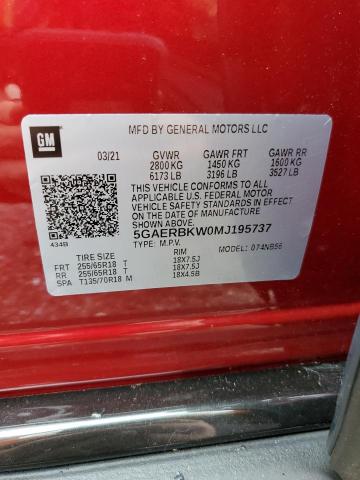 GM
MFD BY GENERAL MOTORS LLC
03/21 GVWR GAWR FRT GAWR RR
2800 KG 1450 KG 1600 KG
6173 LB 3196 LB 3527 LB
THIS VEHICLE CONFORMS TO ALL
APPLICABLE U.S. FEDERAL MOTOR
VEHICLE SAFETY STANDARDS IN EFFECT
ON THE DATE OF MANUFACTURE
SHOWN ABOVE.
434B 5GAERBKW0MJ195737
TYPE: M.P.V. MODEL: 074NB56
TIRE SIZE RIM
FRT 255/65R18 T 18X7.5J
RR 255/65R18 T 18X7.5J
SPA T135/70R18 M 18X4.5B